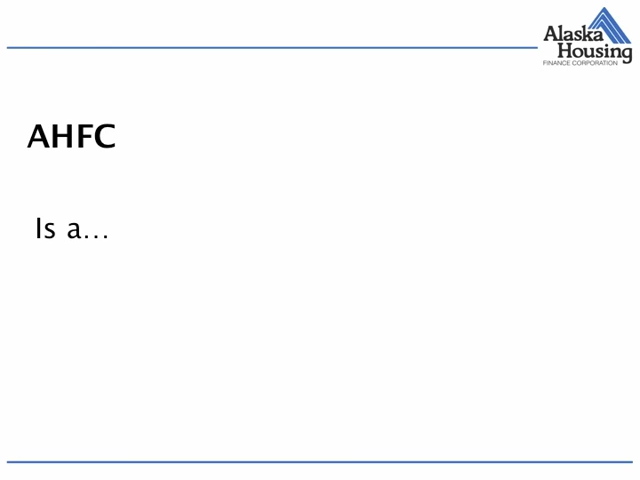 Alaska
Housing
FINANCE CORPORATION
AHFC
Is a...